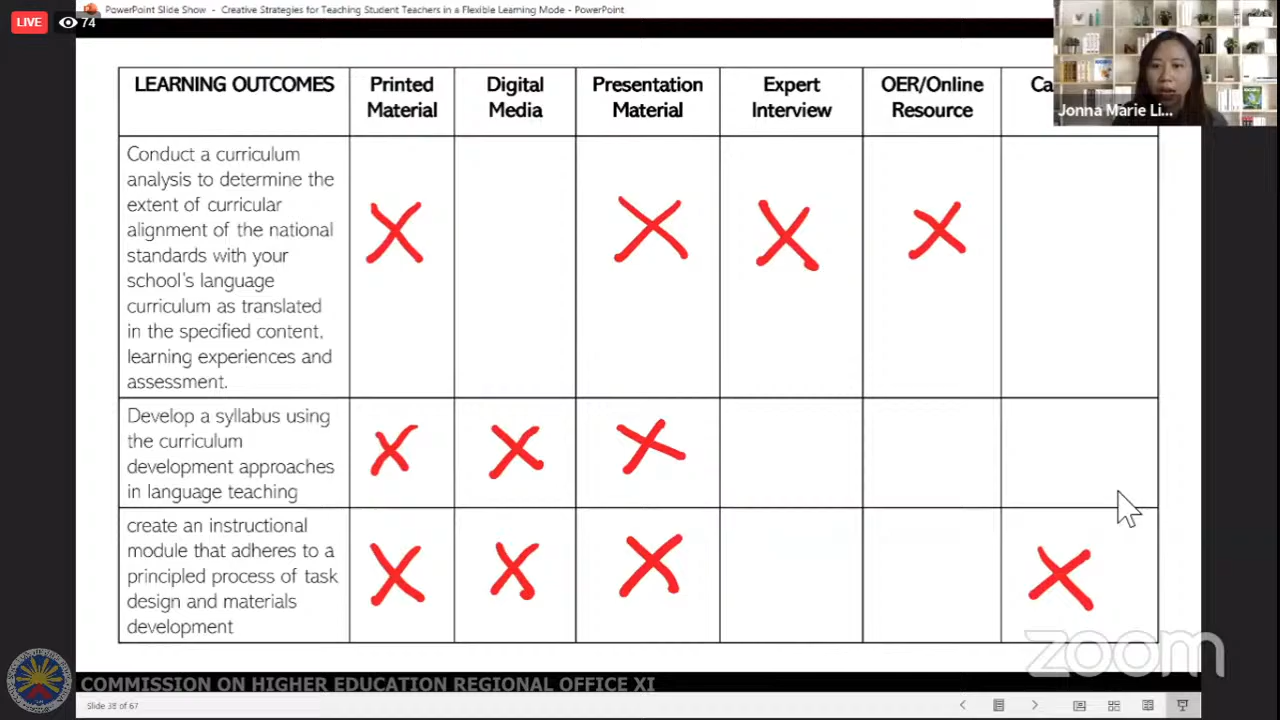 PowerPoint Slide Show - Creative Strategies for Teaching Student Teachers in a Flexible Learning Mode - PowerPoint
LIVE 74
LEARNING OUTCOMES
Printed
Material
Digital
Media
Presentation
Material
Expert
Interview
OER/Online
Resource
Ca
Jonna Marie Li...
Conduct a curriculum
analysis to determine the
extent of curricular
alignment of the national
standards with your
school's language
curriculum as translated
in the specified content,
learning experiences and
assessment.
Develop a syllabus using
the curriculum
development approaches
in language teaching
create an instructional
module that adheres to a
principled process of task
design and materials
development
zoom
COMMISSION ON HIGHER EDUCATION REGIONAL OFFICE XI
Slide 38 of 67